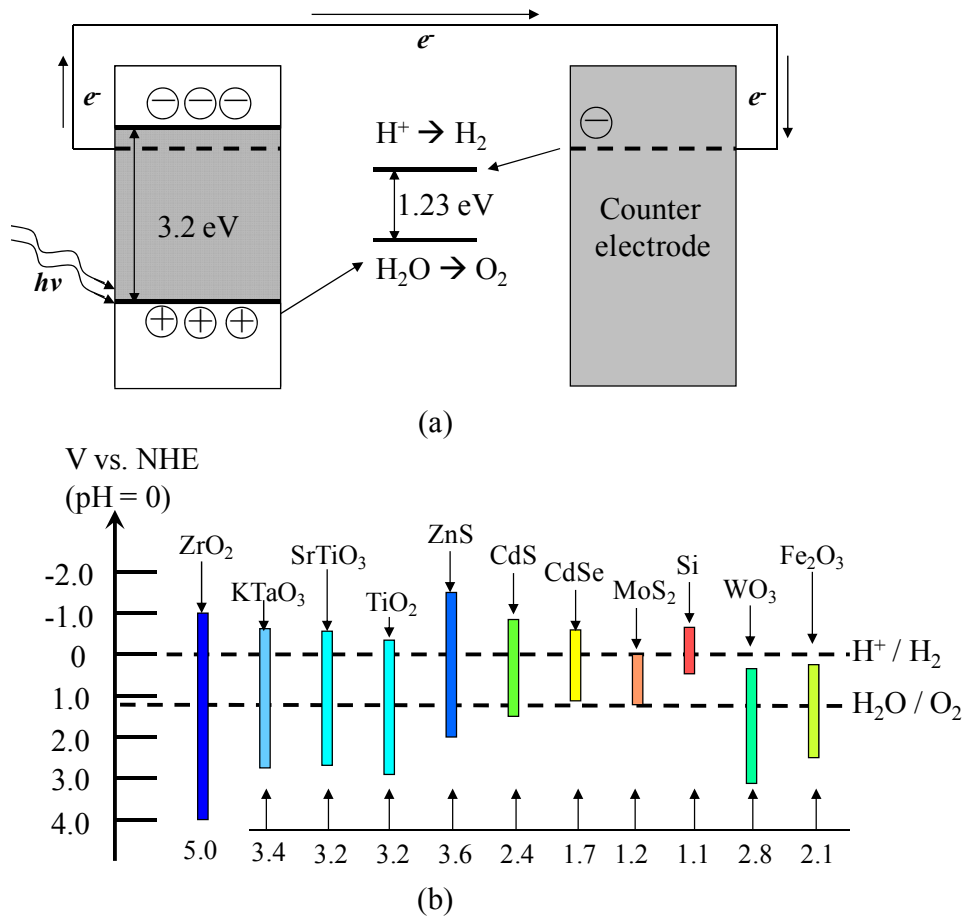 e-
e-
e-
H+ → H2
3.2 eV
1.23 eV
Counter
electrode
hν
H2O → O2
(a)
V vs. NHE
(pH = 0)
ZrO2
KTaO3
SrTiO3
TiO2
ZnS
CdS
CdSe
MoS2
Si
WO3
Fe2O3
-2.0
-1.0
0
1.0
2.0
3.0
4.0
H+ / H2
H2O / O2
5.0 3.4 3.2 3.2 3.6 2.4 1.7 1.2 1.1 2.8 2.1
(b)